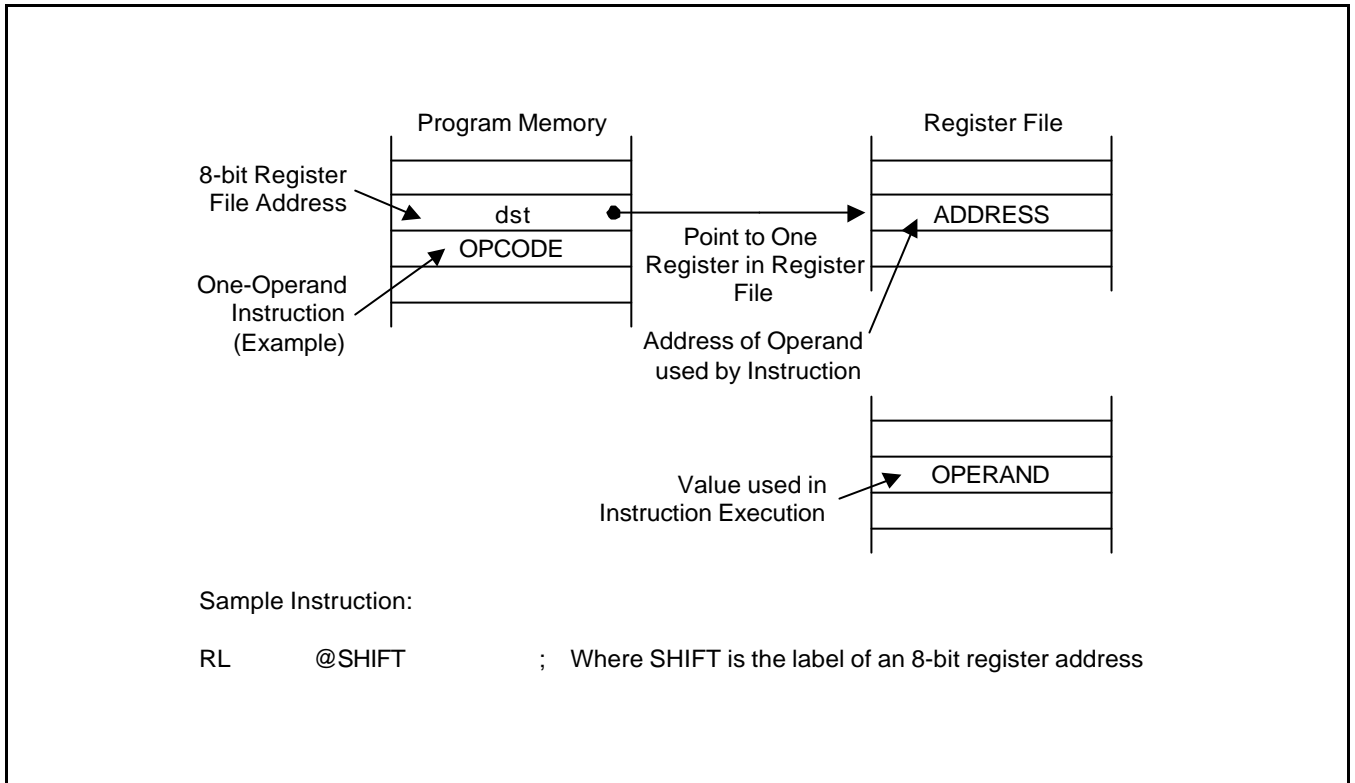 Program Memory
Register File
8-bit Register
File Address
dst
ADDRESS
OPCODE
Point to One
Register in Register
File
One-Operand
Instruction
(Example)
Address of Operand
used by Instruction
OPERAND
Value used in
Instruction Execution
Sample Instruction:
RL @SHIFT ; Where SHIFT is the label of an 8-bit register address